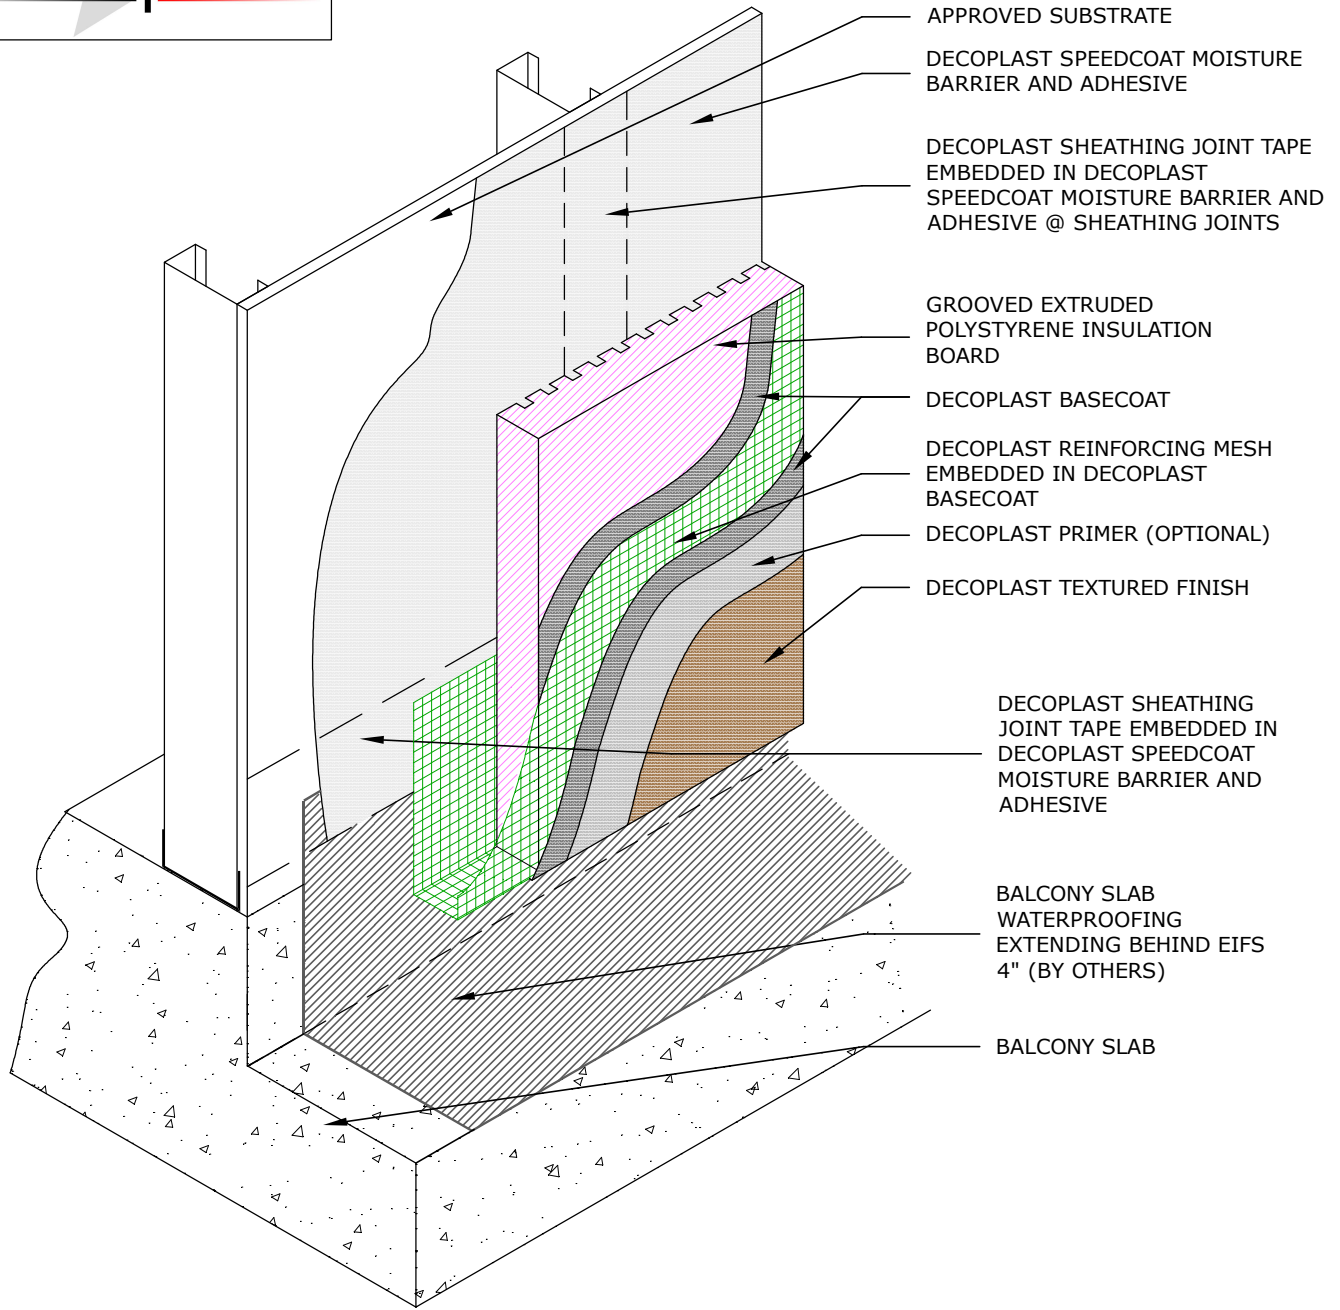 APPROVED SUBSTRATE
DECOPLAST SPEEDCOAT MOISTURE
BARRIER AND ADHESIVE
DECOPLAST SHEATHING JOINT TAPE
EMBEDDED IN DECOPLAST
SPEEDCOAT MOISTURE BARRIER AND
ADHESIVE @ SHEATHING JOINTS
GROOVED EXTRUDED
POLYSTYRENE INSULATION
BOARD
DECOPLAST BASECOAT
DECOPLAST REINFORCING MESH
EMBEDDED IN DECOPLAST
BASECOAT
DECOPLAST PRIMER (OPTIONAL)
DECOPLAST TEXTURED FINISH
DECOPLAST SHEATHING
JOINT TAPE EMBEDDED IN
DECOPLAST SPEEDCOAT
MOISTURE BARRIER AND
ADHESIVE
BALCONY SLAB
WATERPROOFING
EXTENDING BEHIND EIFS
4" (BY OTHERS)
BALCONY SLAB